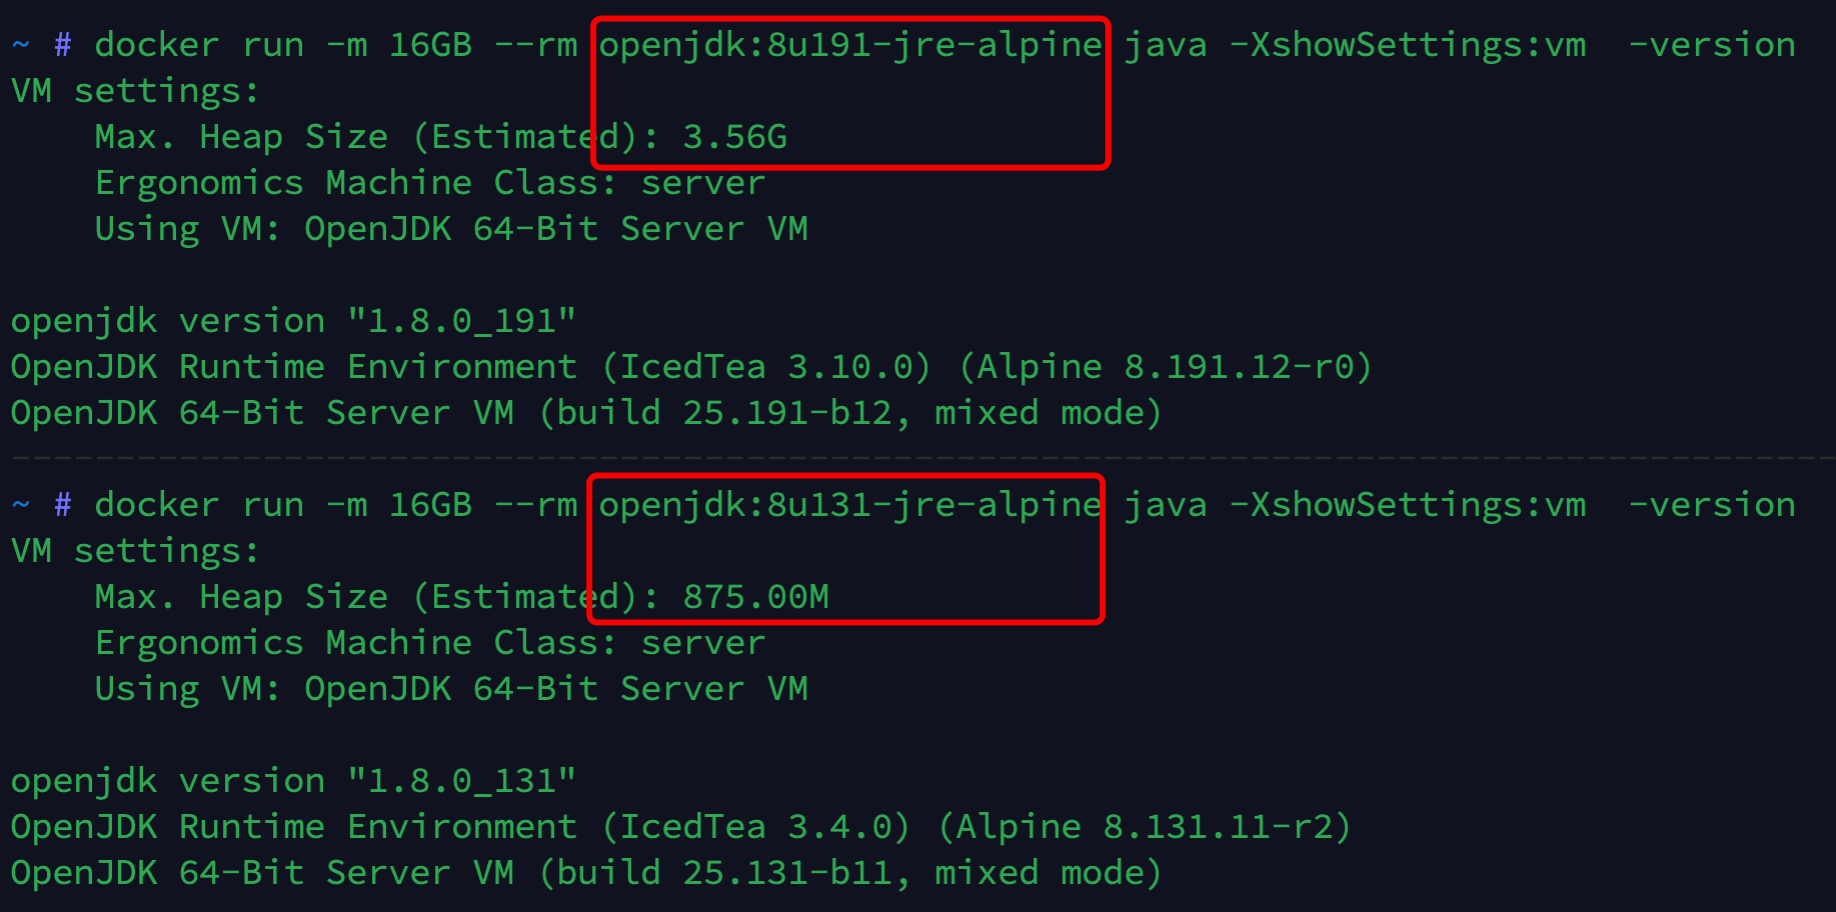 ~ # docker run -m 16GB --rm openjdk:8u191-jre-alpine java -XshowSettings:vm  -version
VM settings:
    Max. Heap Size (Estimated): 3.56G
    Ergonomics Machine Class: server
    Using VM: OpenJDK 64-Bit Server VM

openjdk version "1.8.0_191"
OpenJDK Runtime Environment (IcedTea 3.10.0) (Alpine 8.191.12-r0)
OpenJDK 64-Bit Server VM (build 25.191-b12, mixed mode)
~ # docker run -m 16GB --rm openjdk:8u131-jre-alpine java -XshowSettings:vm  -version
VM settings:
    Max. Heap Size (Estimated): 875.00M
    Ergonomics Machine Class: server
    Using VM: OpenJDK 64-Bit Server VM

openjdk version "1.8.0_131"
OpenJDK Runtime Environment (IcedTea 3.4.0) (Alpine 8.131.11-r2)
OpenJDK 64-Bit Server VM (build 25.131-b11, mixed mode)